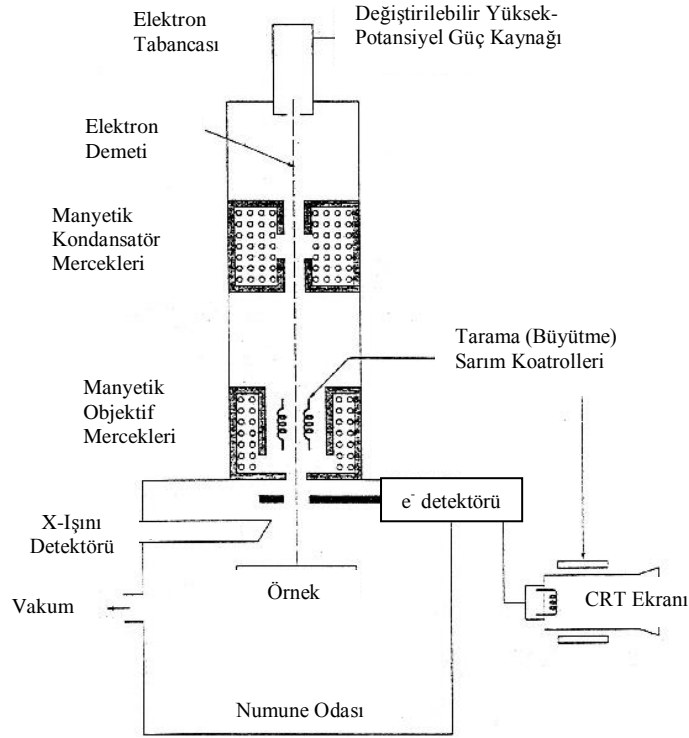 Elektron
Tabancası
Değiştirilebilir Yüksek-
Potansiyel Güç Kaynağı
Elektron
Demeti
Manyetik
Kondansatör
Mercekleri
Tarama (Büyütme)
Sarım Koatrolleri
Manyetik
Objektif
Mercekleri
e- detektörü
X-Işını
Detektörü
Örnek
Vakum
CRT Ekranı
Numune Odası